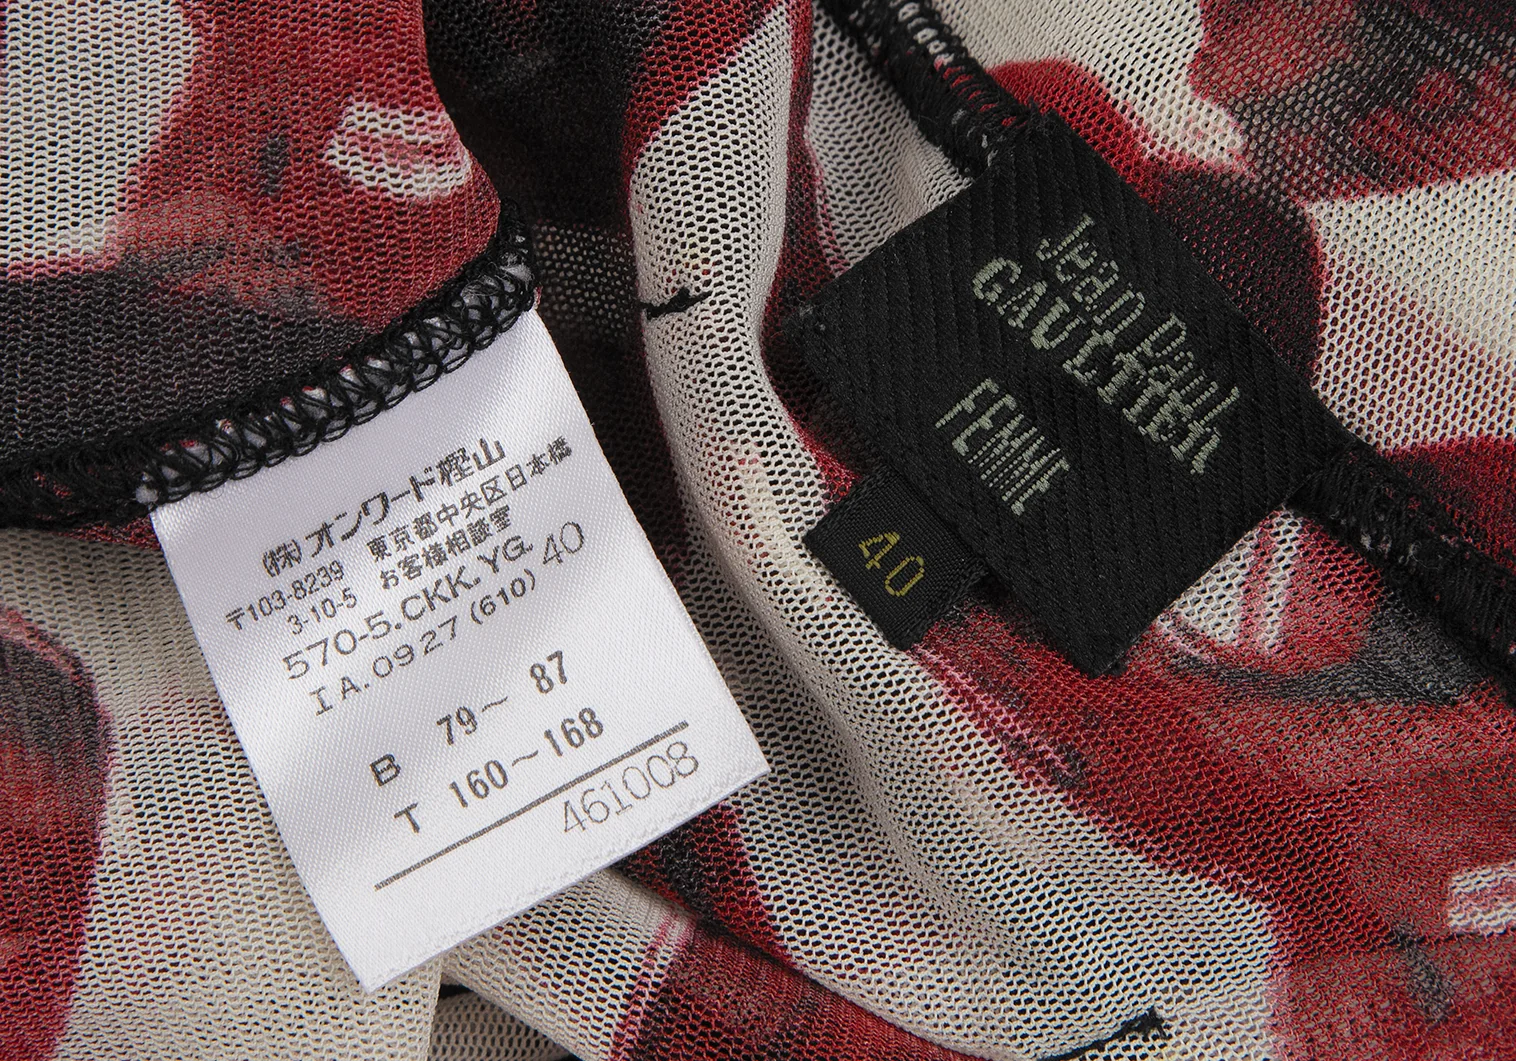 (株)オンワード樫山
〒103-8239 東京都中央区日本橋
3-10-5 お客様相談室
570-5.CKK.YG. 40
IA.0927(610)
B 79〜 87
T 160〜168
461008
Jean Paul
GAULTIER
FEMME
40